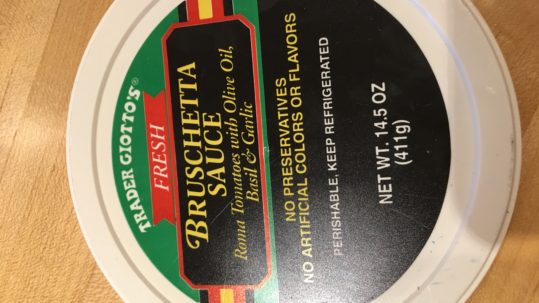 TRADER GIOTTO'S®
FRESH
BRUSCHETTA
SAUCE
Roma Tomatoes with Olive Oil,
Basil & Garlic
NO PRESERVATIVES
NO ARTIFICIAL COLORS OR FLAVORS
PERISHABLE, KEEP REFRIGERATED
NET WT. 14.5 OZ
(411g)